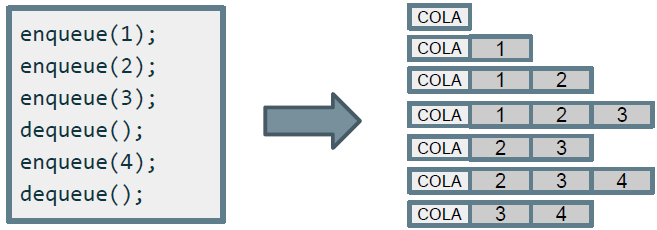 enqueue(1);
enqueue(2);
enqueue(3);
dequeue();
enqueue(4);
dequeue();
COLA
COLA 1
COLA 1 2
COLA 1 2 3
COLA 2 3
COLA 2 3 4
COLA 3 4